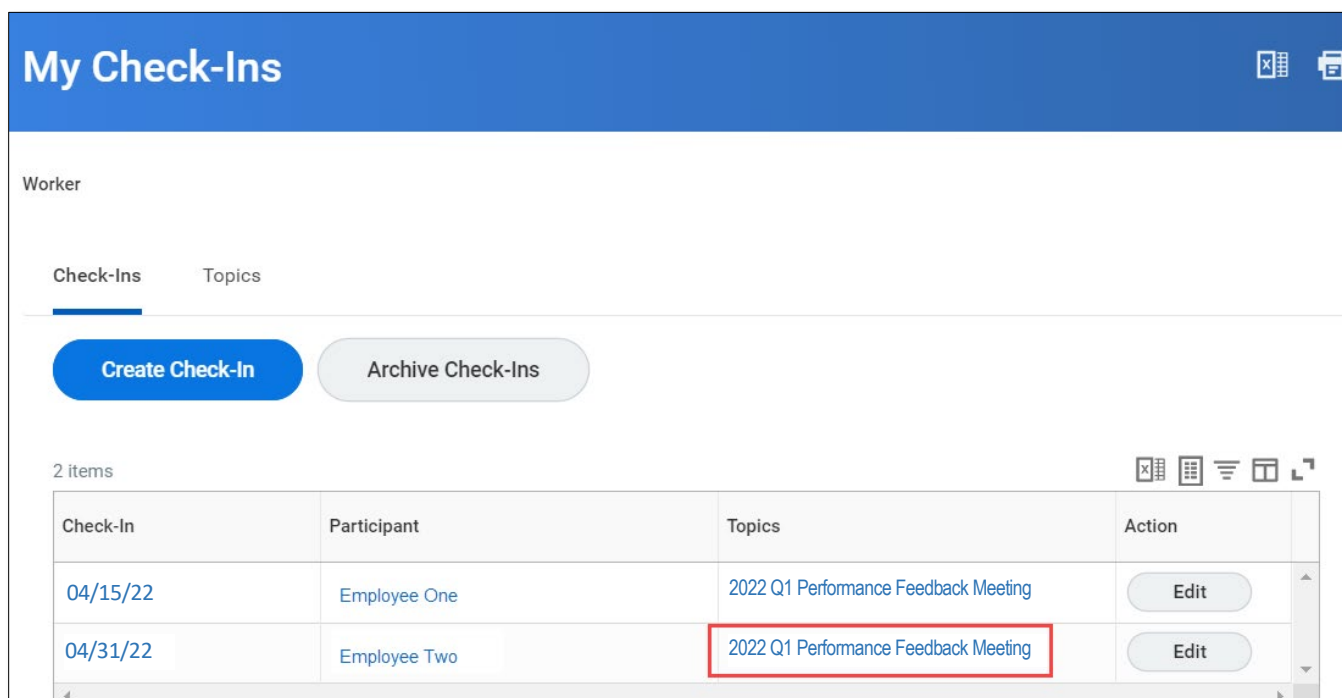 My Check-Ins
Worker
Check-Ins Topics
Create Check-In Archive Check-Ins
2 items
Check-In Participant Topics Action
04/15/22 Employee One 2022 Q1 Performance Feedback Meeting Edit
04/31/22 Employee Two 2022 Q1 Performance Feedback Meeting Edit